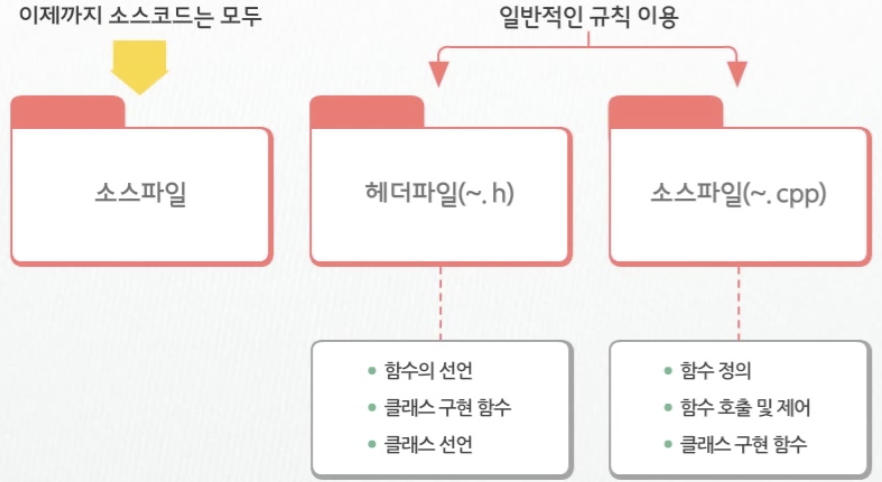 이제까지 소스코드는 모두
일반적인 규칙 이용
소스파일
헤더파일(~. h)
소스파일(~. cpp)
• 함수의 선언
• 클래스 구현 함수
• 클래스 선언
• 함수 정의
• 함수 호출 및 제어
• 클래스 구현 함수